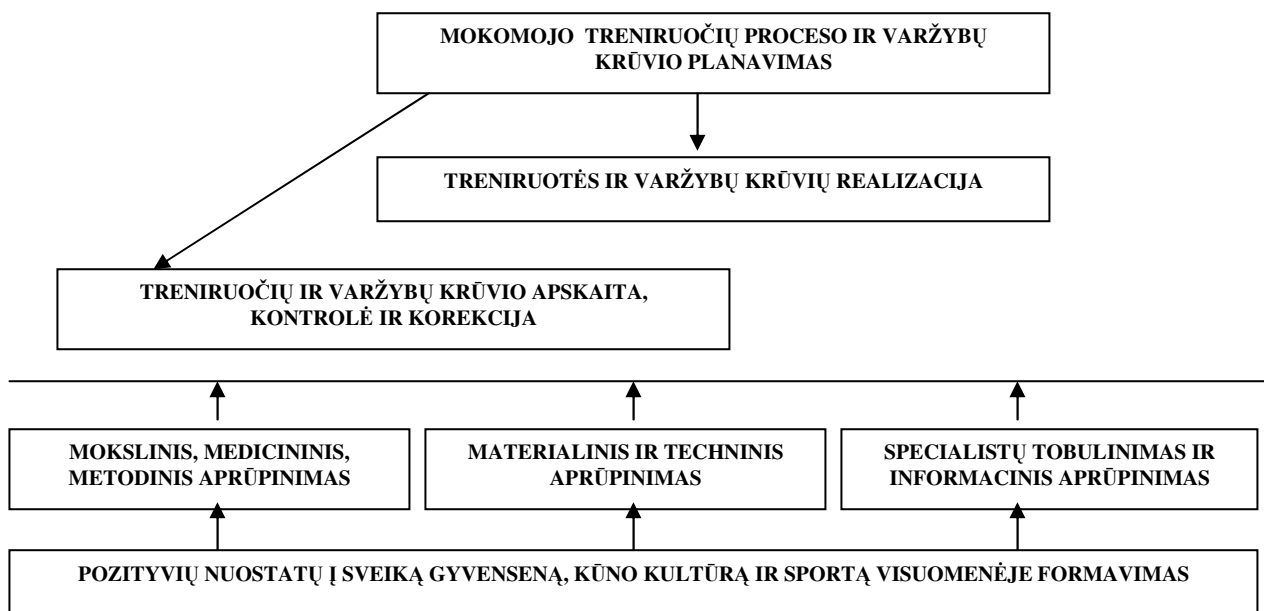 MOKOMOJO TRENIRUOČIŲ PROCESO IR VARŽYBŲ
KRŪVIO PLANAVIMAS
TRENIRUOTĖS IR VARŽYBŲ KRŪVIŲ REALIZACIJA
TRENIRUOČIŲ IR VARŽYBŲ KRŪVIO APSKAITA,
KONTROLĖ IR KOREKCIJA
MOKSLINIS, MEDICININIS,
METODINIS APRŪPINIMAS
MATERIALINIS IR TECHNINIS
APRŪPINIMAS
SPECIALISTŲ TOBULINIMAS IR
INFORMACINIS APRŪPINIMAS
POZITYVIŲ NUOSTATŲ Į SVEIKĄ GYVENSENĄ, KŪNO KULTŪRĄ IR SPORTĄ VISUOMENĖJE FORMAVIMAS